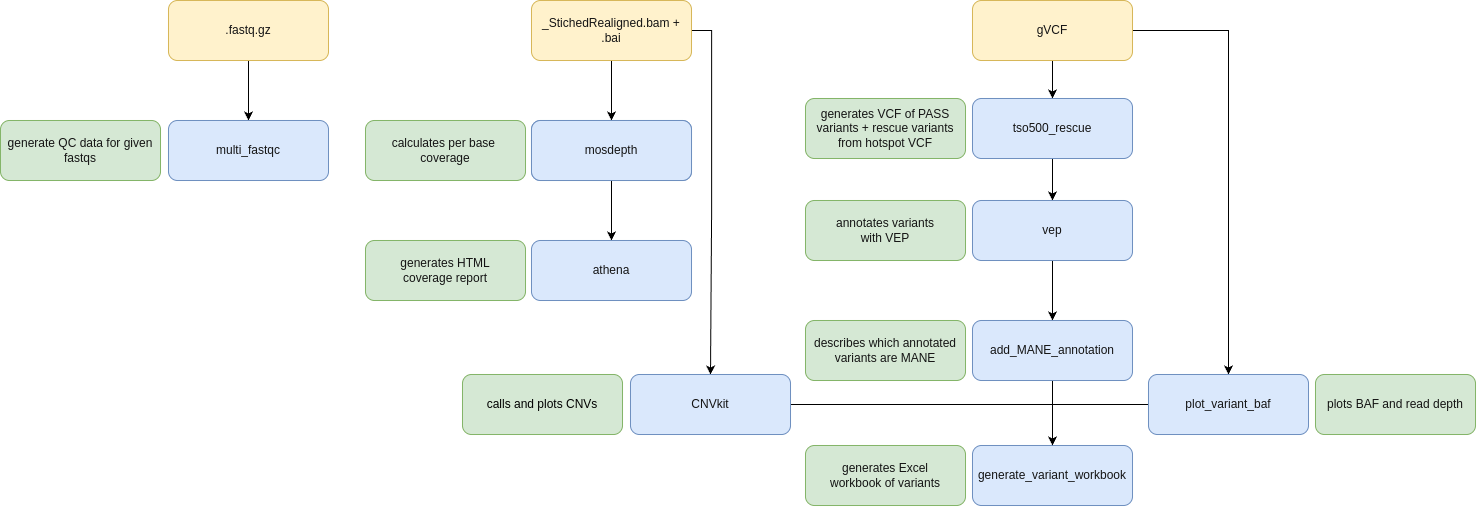 .fastq.gz
_StichedRealigned.bam +
.bai
gVCF
generate QC data for given
fastqs
multi_fastqc
calculates per base
coverage
mosdepth
generates VCF of PASS
variants + rescue variants
from hotspot VCF
tso500_rescue
annotates variants
with VEP
vep
generates HTML
coverage report
athena
describes which annotated
variants are MANE
add_MANE_annotation
calls and plots CNVs
CNVkit
plot_variant_baf
plots BAF and read depth
generates Excel
workbook of variants
generate_variant_workbook